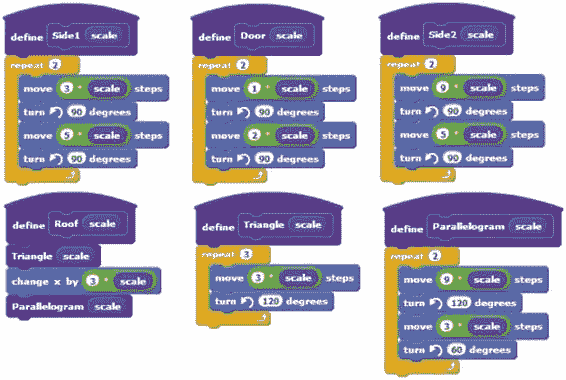 define Side1 scale
repeat 2
move 3 * scale steps
turn 90 degrees
move 5 * scale steps
turn 90 degrees
define Door scale
repeat 2
move 1 * scale steps
turn 90 degrees
move 2 * scale steps
turn 90 degrees
define Side2 scale
repeat 2
move 9 * scale steps
turn 90 degrees
move 5 * scale steps
turn 90 degrees
define Roof scale
Triangle scale
change x by 3 * scale
Parallelogram scale
define Triangle scale
repeat 3
move 3 * scale steps
turn 120 degrees
define Parallelogram scale
repeat 2
move 9 * scale steps
turn 120 degrees
move 3 * scale steps
turn 60 degrees